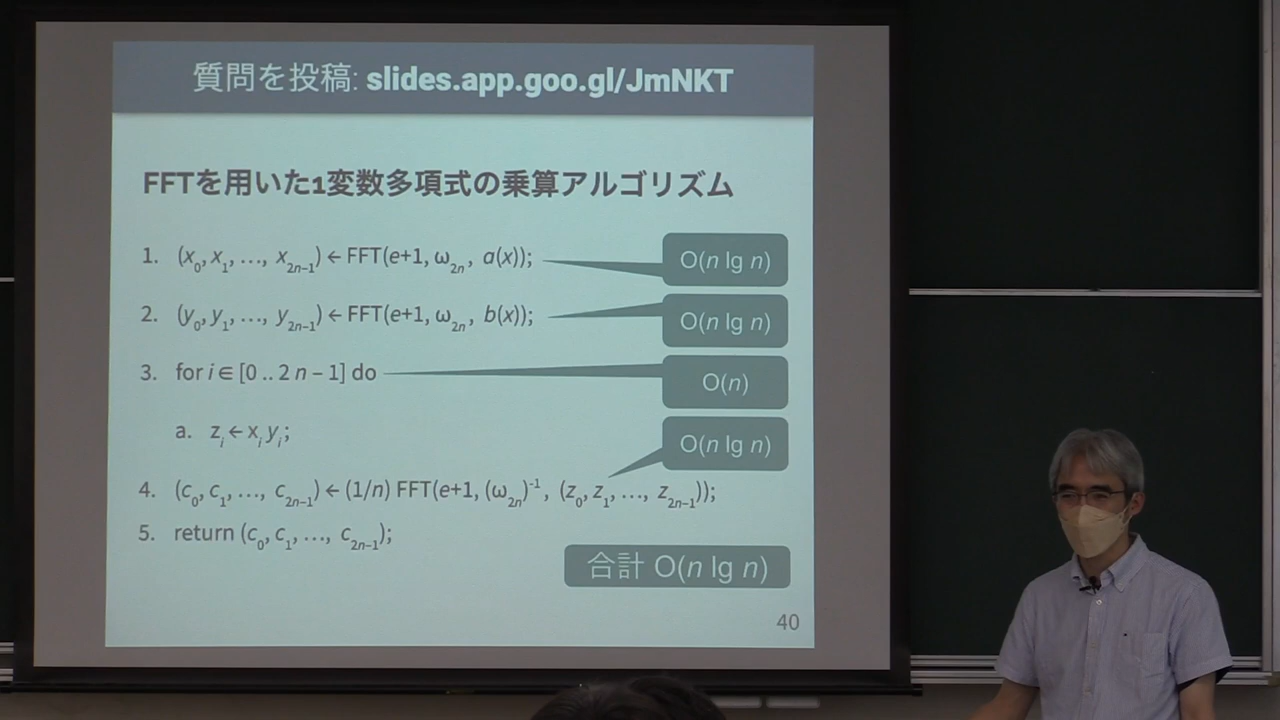 質問を投稿: slides.app.goo.gl/JmNKT
FFTを用いた1変数多項式の乗算アルゴリズム
1. (x₀, x₁, …, x₂ₙ₋₁) ← FFT(e+1, ω₂ₙ, a(x)); O(n lg n)
2. (y₀, y₁, …, y₂ₙ₋₁) ← FFT(e+1, ω₂ₙ, b(x)); O(n lg n)
3. for i ∈ [0 .. 2 n − 1] do O(n)
a. zᵢ ← xᵢ yᵢ; O(n lg n)
4. (c₀, c₁, …, c₂ₙ₋₁) ← (1/n) FFT(e+1, (ω₂ₙ)⁻¹, (z₀, z₁, …, z₂ₙ₋₁));
5. return (c₀, c₁, …, c₂ₙ₋₁);
合計 O(n lg n)
40